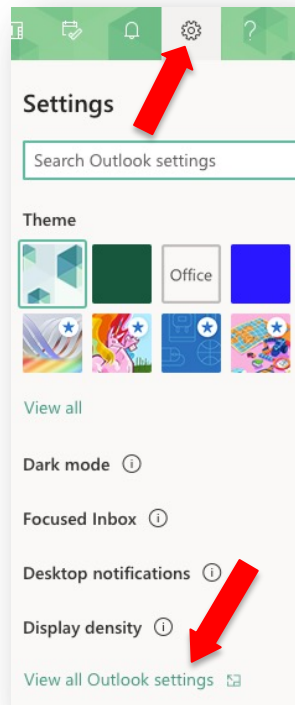 ?
Settings
Search Outlook settings
Theme
Office
View all
Dark mode
Focused Inbox
Desktop notifications
Display density
View all Outlook settings